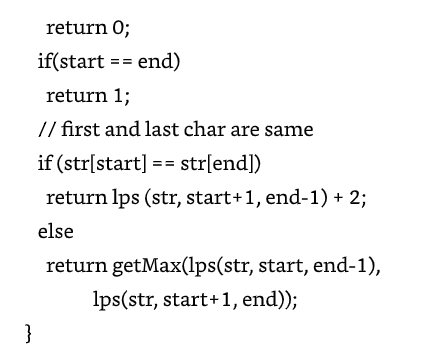 return 0;
if(start == end)
return 1;
// first and last char are same
if (str[start] == str[end])
return lps (str, start+1, end-1) + 2;
else
return getMax(lps(str, start, end-1),
lps(str, start+1, end));
}